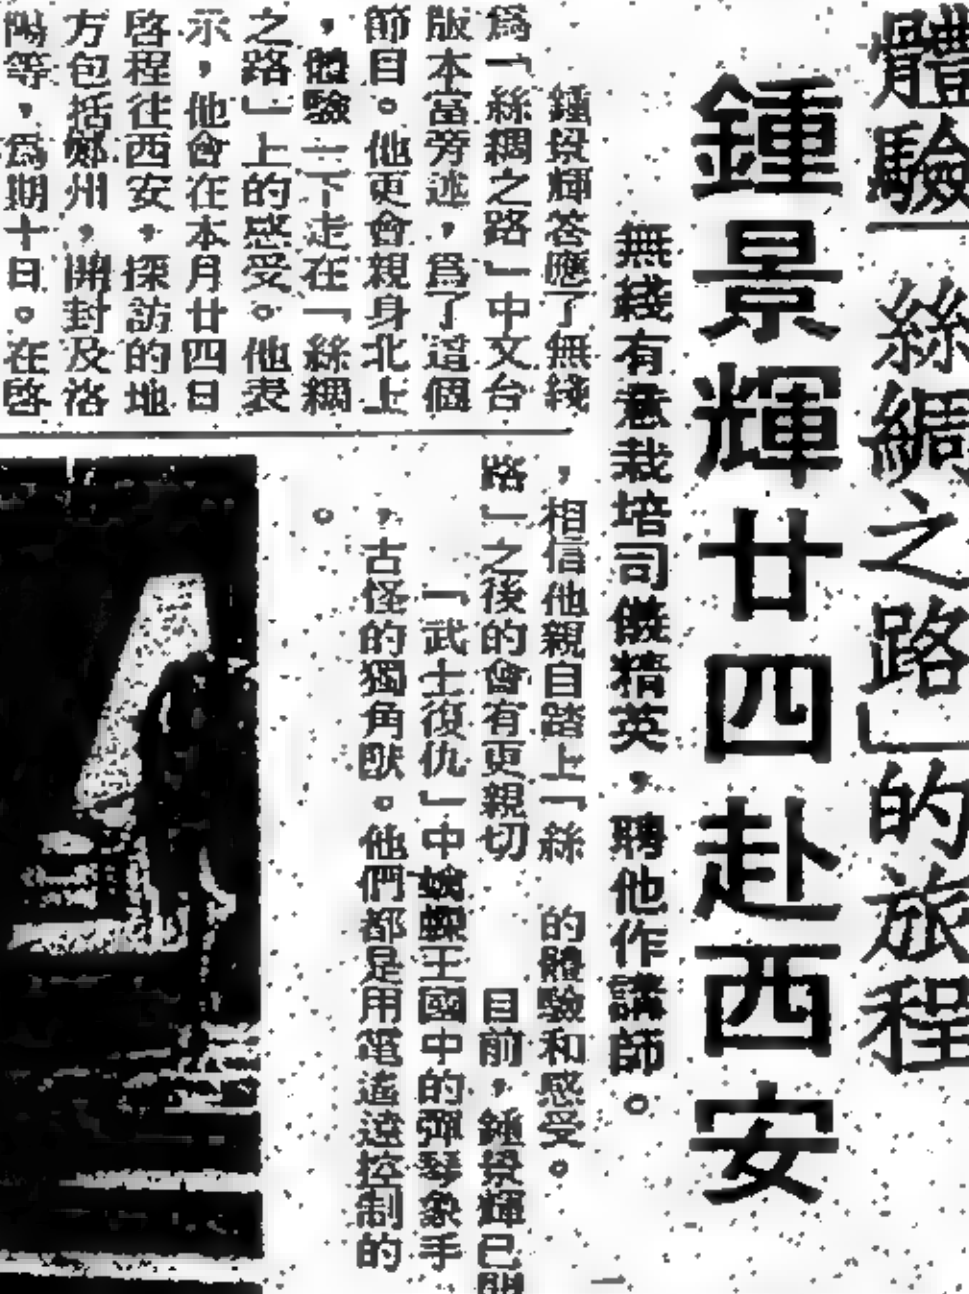 體驗「絲綢之路」的旅程
鍾景輝廿四赴西安
無綫有意栽培司儀精英，聘他作講師。
鍾景輝答應了無綫
為「絲綢之路」中文台
版本當旁述，為了這個
節目。他更會親身北上
，體驗一下走在「絲綢
之路」上的感受。他表
示，他會在本月廿四日
啓程往西安，探訪的地
方包括鄭州，開封及洛
陽等，為期十日。在啓
，相信他親自踏上「絲
路」之後的會有更親切
的體驗和感受。
目前，鍾景輝已開
「武士復仇」中蜿蜒王國中的彈琴象手
，古怪的獨角獸。他們都是用電遙遠控制的
。